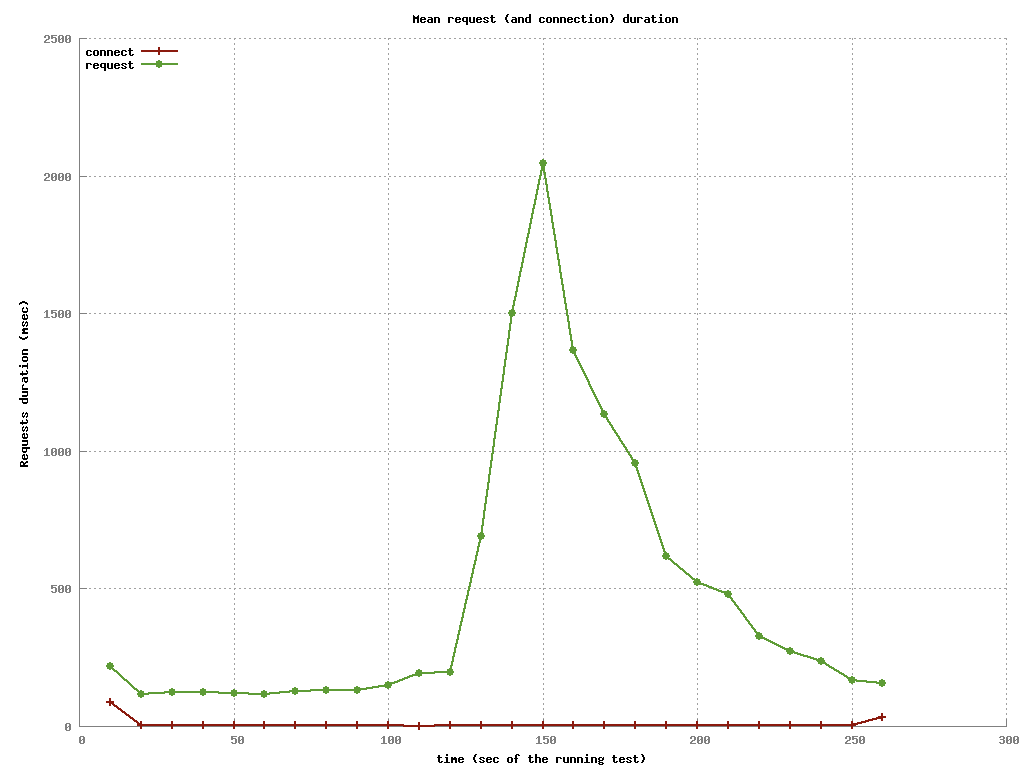 Mean request (and connection) duration
connect
request
2500
2000
1500
1000
500
0
Requests duration (msec)
0 50 100 150 200 250 300
time (sec of the running test)